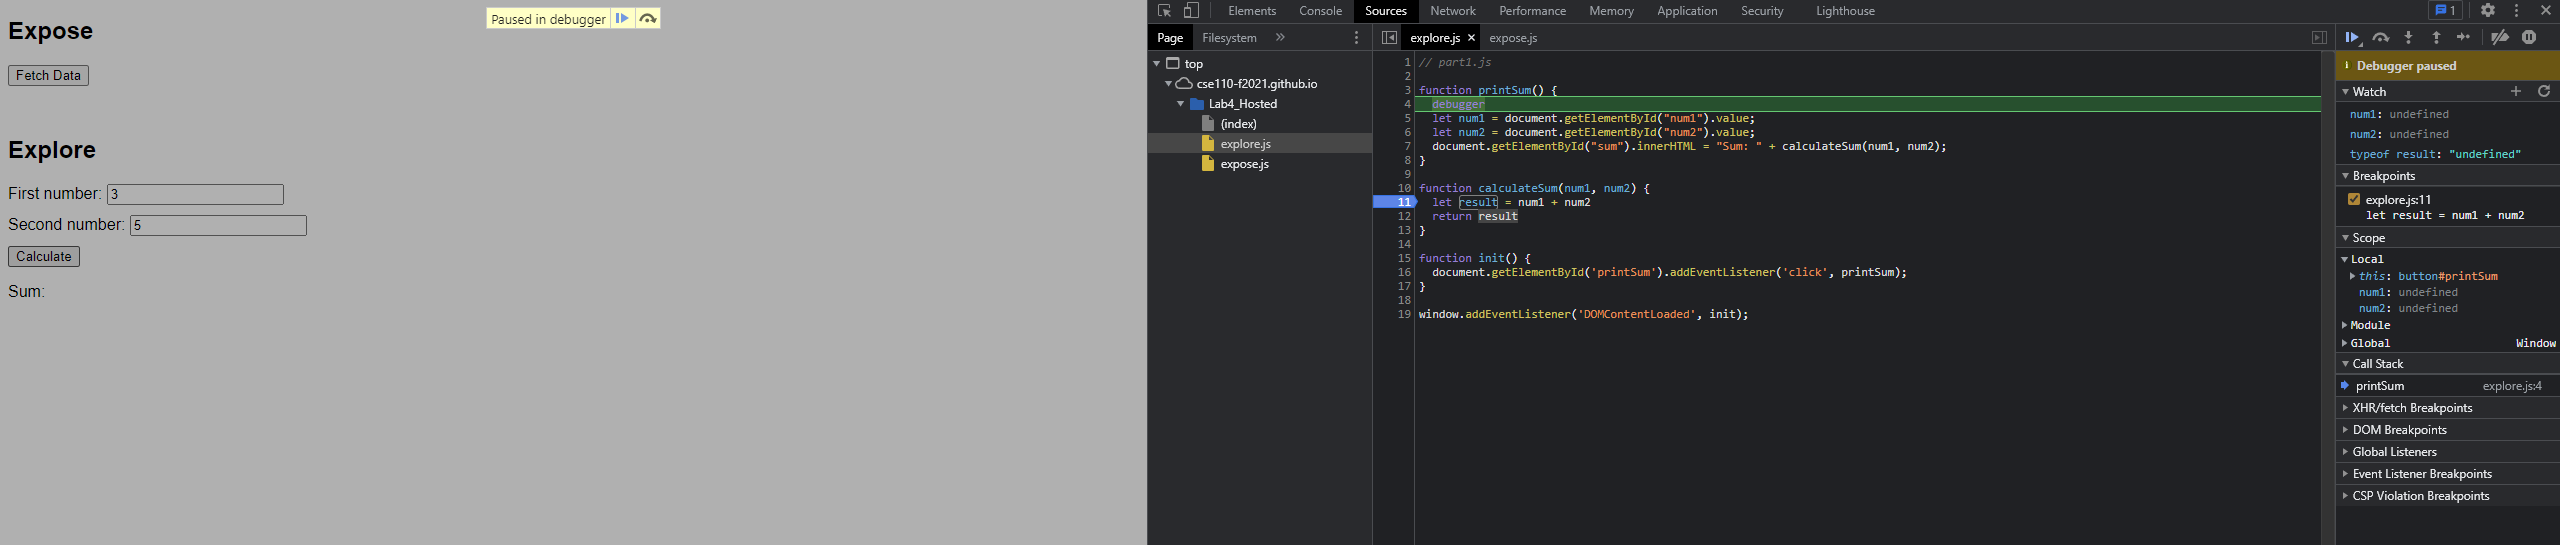 Expose
Paused in debugger
Fetch Data
Explore
First number: 3
Second number: 5
Calculate
Sum:
Elements Console Sources Network Performance Memory Application Security Lighthouse 1
Page Filesystem
top
cse110-f2021.github.io
Lab4_Hosted
(index)
explore.js
expose.js
explore.js expose.js
1 // part1.js
2
3 function printSum() {
4 debugger
5 let num1 = document.getElementById("num1").value;
6 let num2 = document.getElementById("num2").value;
7 document.getElementById("sum").innerHTML = "Sum: " + calculateSum(num1, num2);
8 }
9
10 function calculateSum(num1, num2) {
11 let result = num1 + num2
12 return result
13 }
14
15 function init() {
16 document.getElementById('printSum').addEventListener('click', printSum);
17 }
18
19 window.addEventListener('DOMContentLoaded', init);
Debugger paused
Watch
num1: undefined
num2: undefined
typeof result: "undefined"
Breakpoints
explore.js:11
let result = num1 + num2
Scope
Local
this: button#printSum
num1: undefined
num2: undefined
Module
Global Window
Call Stack
printSum explore.js:4
XHR/fetch Breakpoints
DOM Breakpoints
Global Listeners
Event Listener Breakpoints
CSP Violation Breakpoints